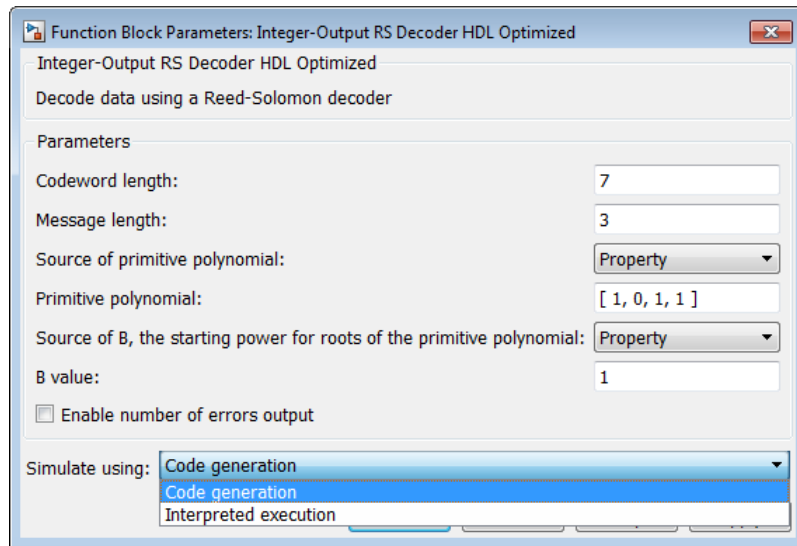 Function Block Parameters: Integer-Output RS Decoder HDL Optimized
Integer-Output RS Decoder HDL Optimized
Decode data using a Reed-Solomon decoder
Parameters
Codeword length: 7
Message length: 3
Source of primitive polynomial: Property
Primitive polynomial: [ 1, 0, 1, 1 ]
Source of B, the starting power for roots of the primitive polynomial: Property
B value: 1
Enable number of errors output
Simulate using: Code generation
Code generation
Interpreted execution